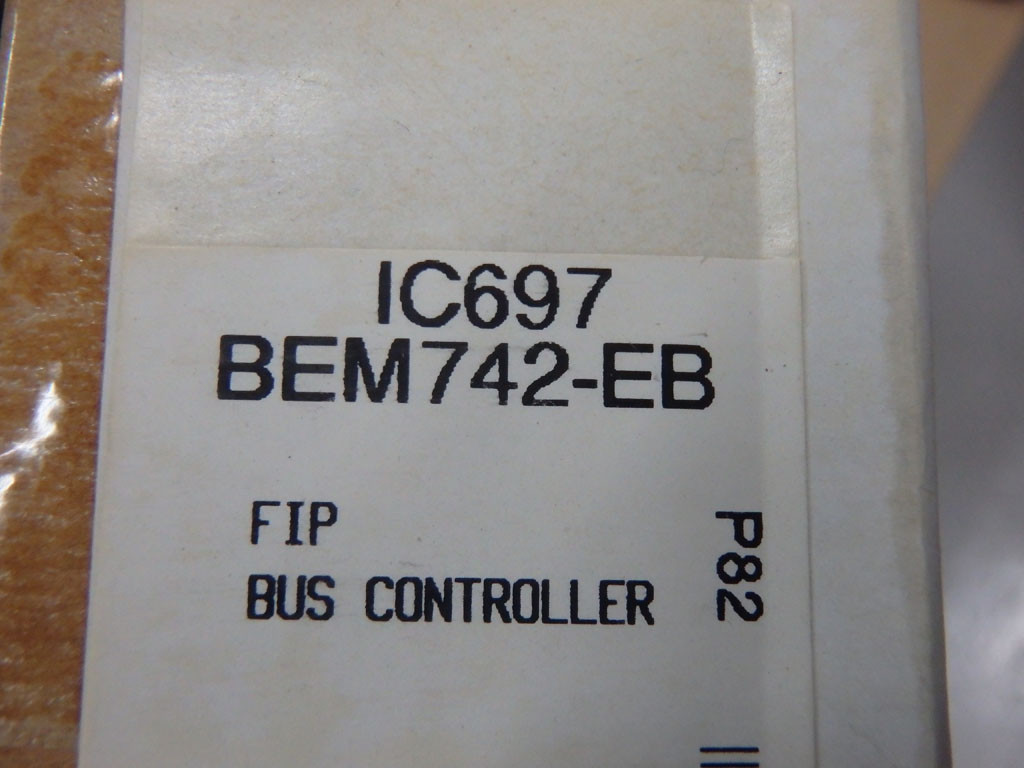 IC697
BEM742-EB
FIP
BUS CONTROLLER
P82